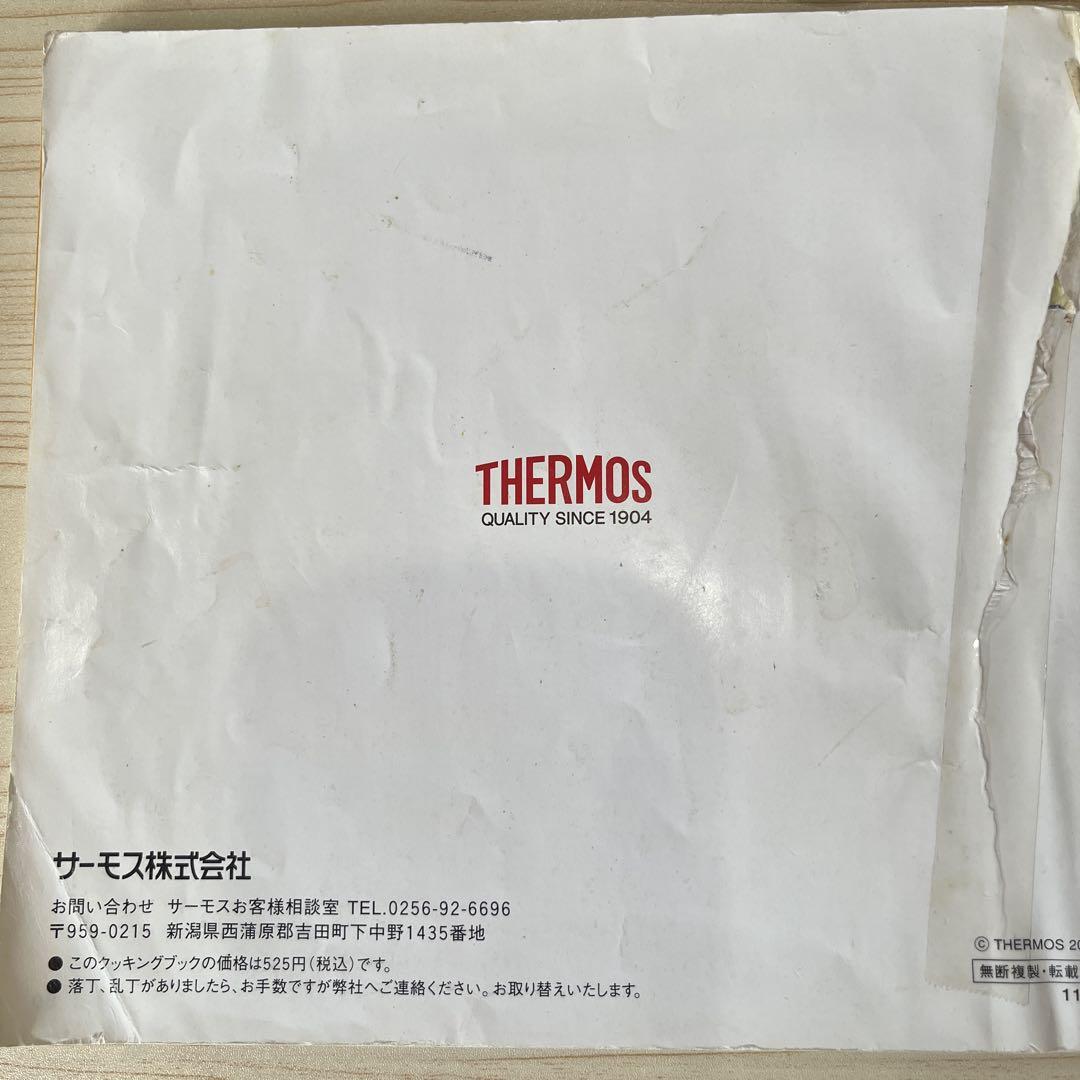 THERMOS
QUALITY SINCE 1904
サーモス株式会社
お問い合わせ サーモスお客様相談室 TEL.0256-92-6696
〒959-0215 新潟県西蒲原郡吉田町下中野1435番地
● このクッキングブックの価格は525円(税込)です。
● 落丁、乱丁がありましたら、お手数ですが弊社へご連絡ください。お取り替えいたします。
© THERMOS 20
無断複製・転載
11